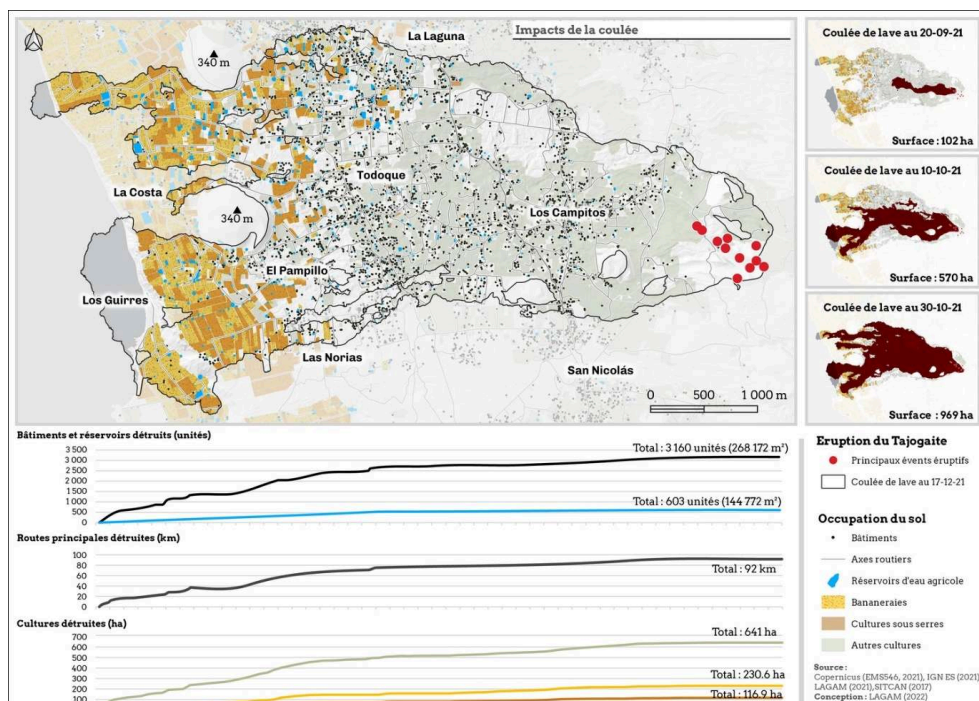 Impacts de la coulée
340 m
La Laguna
La Costa
Todoque
340 m
Los Campitos
El Pampillo
Los Guirres
Las Norias
San Nicolás
0 500 1 000 m
Coulée de lave au 20-09-21
Surface : 102 ha
Coulée de lave au 10-10-21
Surface : 570 ha
Coulée de lave au 30-10-21
Surface : 969 ha
Bâtiments et réservoirs détruits (unités)
3 500
3 000
2 500
2 000
1 500
1 000
500
0
Total : 3 160 unités (268 172 m²)
Total : 603 unités (144 772 m²)
Routes principales détruites (km)
100
80
60
40
20
0
Total : 92 km
Cultures détruites (ha)
700
600
500
400
300
200
100
Total : 641 ha
Total : 230.6 ha
Total : 116.9 ha
Eruption du Tajogaite
Principaux évents éruptifs
Coulée de lave au 17-12-21
Occupation du sol
Bâtiments
Axes routiers
Réservoirs d'eau agricole
Bananeraies
Cultures sous serres
Autres cultures
Source :
Copernicus (EMS546, 2021), IGN ES (2021)
LAGAM (2021),SITCAN (2017)
Conception : LAGAM (2022)